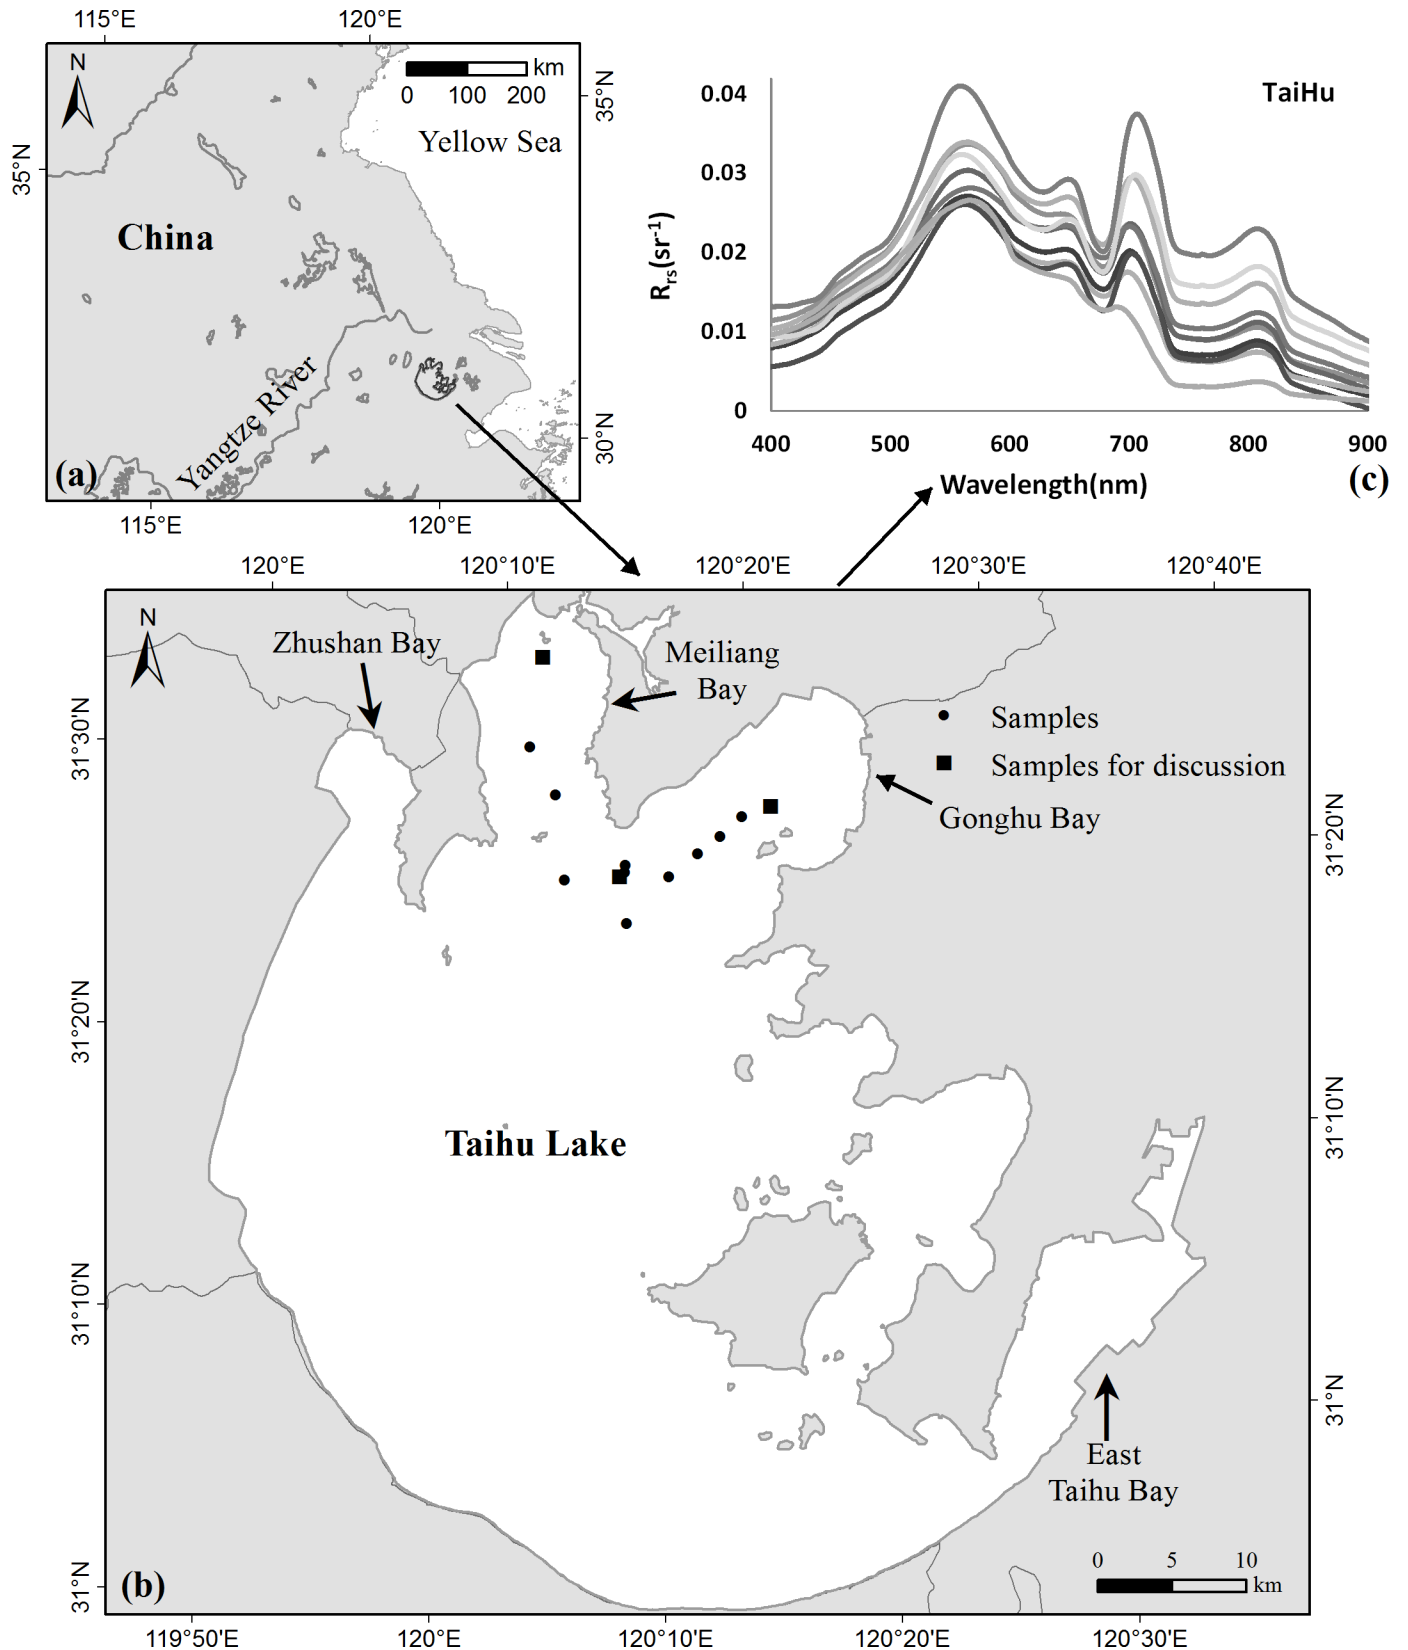 115°E
120°E
N
km
0
100
200
Yellow Sea
35°N
35°N
China
Yangtze River
30°N
(a)
115°E
120°E
TaiHu
0.04
0.03
0.02
0.01
0
Rrs(sr-1)
400
500
600
700
800
900
Wavelength(nm)
(c)
120°E
120°10'E
120°20'E
120°30'E
120°40'E
N
Zhushan Bay
Meiliang
Bay
Samples
Samples for discussion
Gonghu Bay
31°30'N
31°20'N
31°20'N
31°10'N
Taihu Lake
31°10'N
31°N
East
Taihu Bay
0
5
10
km
31°N
(b)
119°50'E
120°E
120°10'E
120°20'E
120°30'E